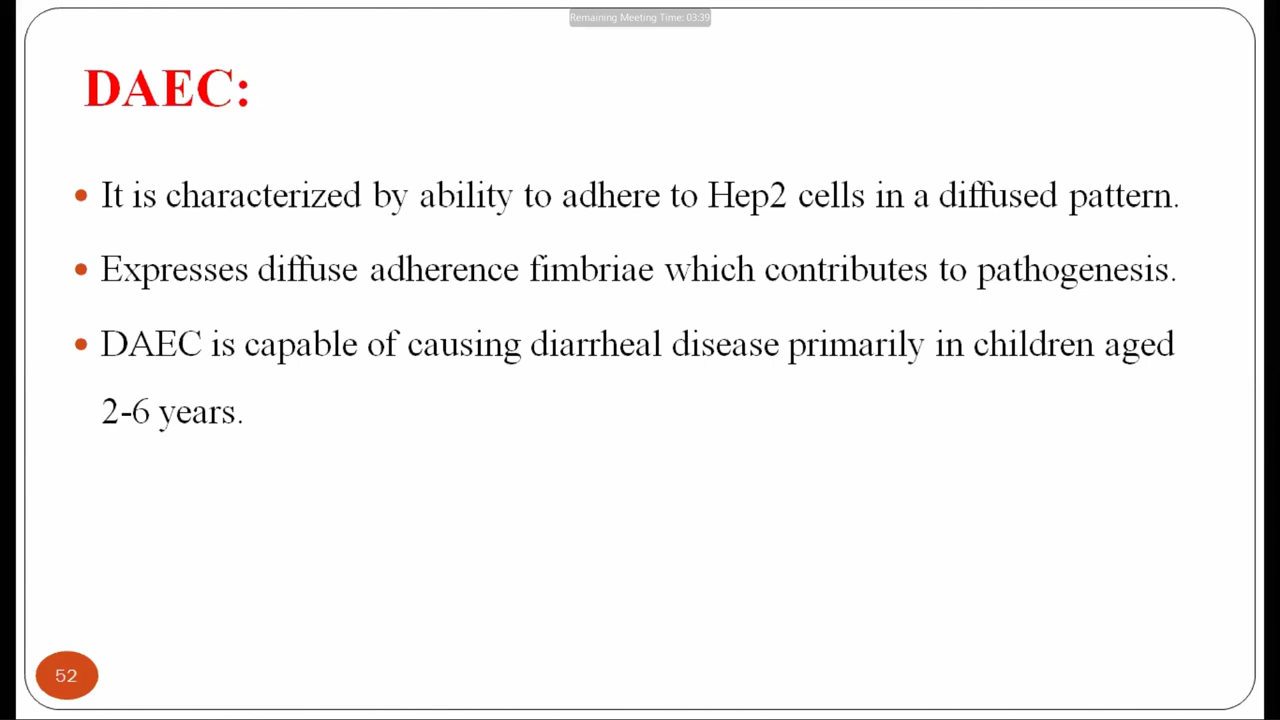 Remaining Meeting Time: 03:39
DAEC:
• It is characterized by ability to adhere to Hep2 cells in a diffused pattern.
• Expresses diffuse adherence fimbriae which contributes to pathogenesis.
• DAEC is capable of causing diarrheal disease primarily in children aged
2-6 years.
52